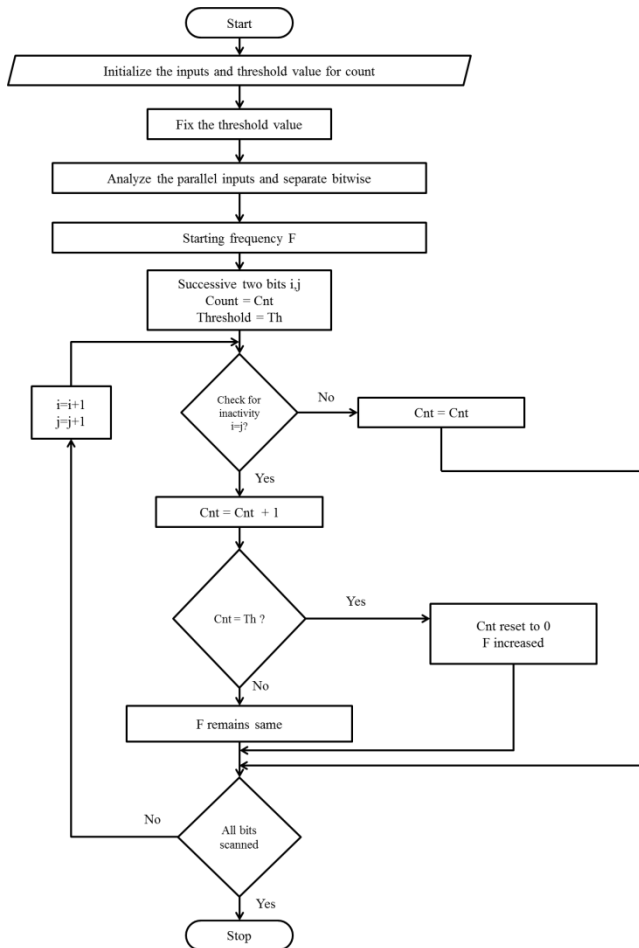 Start
Initialize the inputs and threshold value for count
Fix the threshold value
Analyze the parallel inputs and separate bitwise
Starting frequency F
Successive two bits i,j
Count = Cnt
Threshold = Th
Check for
inactivity
i=j?
No
Cnt = Cnt
i=i+1
j=j+1
Yes
Cnt = Cnt + 1
Cnt = Th ?
Yes
Cnt reset to 0
F increased
No
F remains same
All bits
scanned
No
Yes
Stop